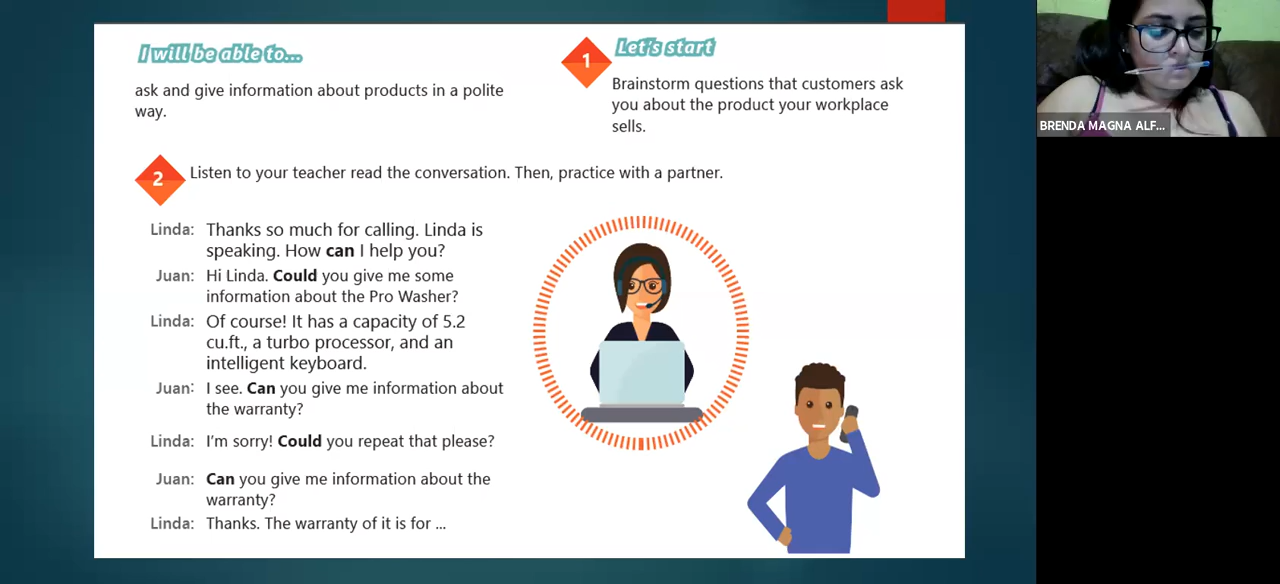 I will be able to...
ask and give information about products in a polite
way.
1
Let's start
Brainstorm questions that customers ask
you about the product your workplace
sells.
2
Listen to your teacher read the conversation. Then, practice with a partner.
Linda: Thanks so much for calling. Linda is
speaking. How can I help you?
Juan: Hi Linda. Could you give me some
information about the Pro Washer?
Linda: Of course! It has a capacity of 5.2
cu.ft., a turbo processor, and an
intelligent keyboard.
Juan: I see. Can you give me information about
the warranty?
Linda: I'm sorry! Could you repeat that please?
Juan: Can you give me information about the
warranty?
Linda: Thanks. The warranty of it is for ...
BRENDA MAGNA ALF...